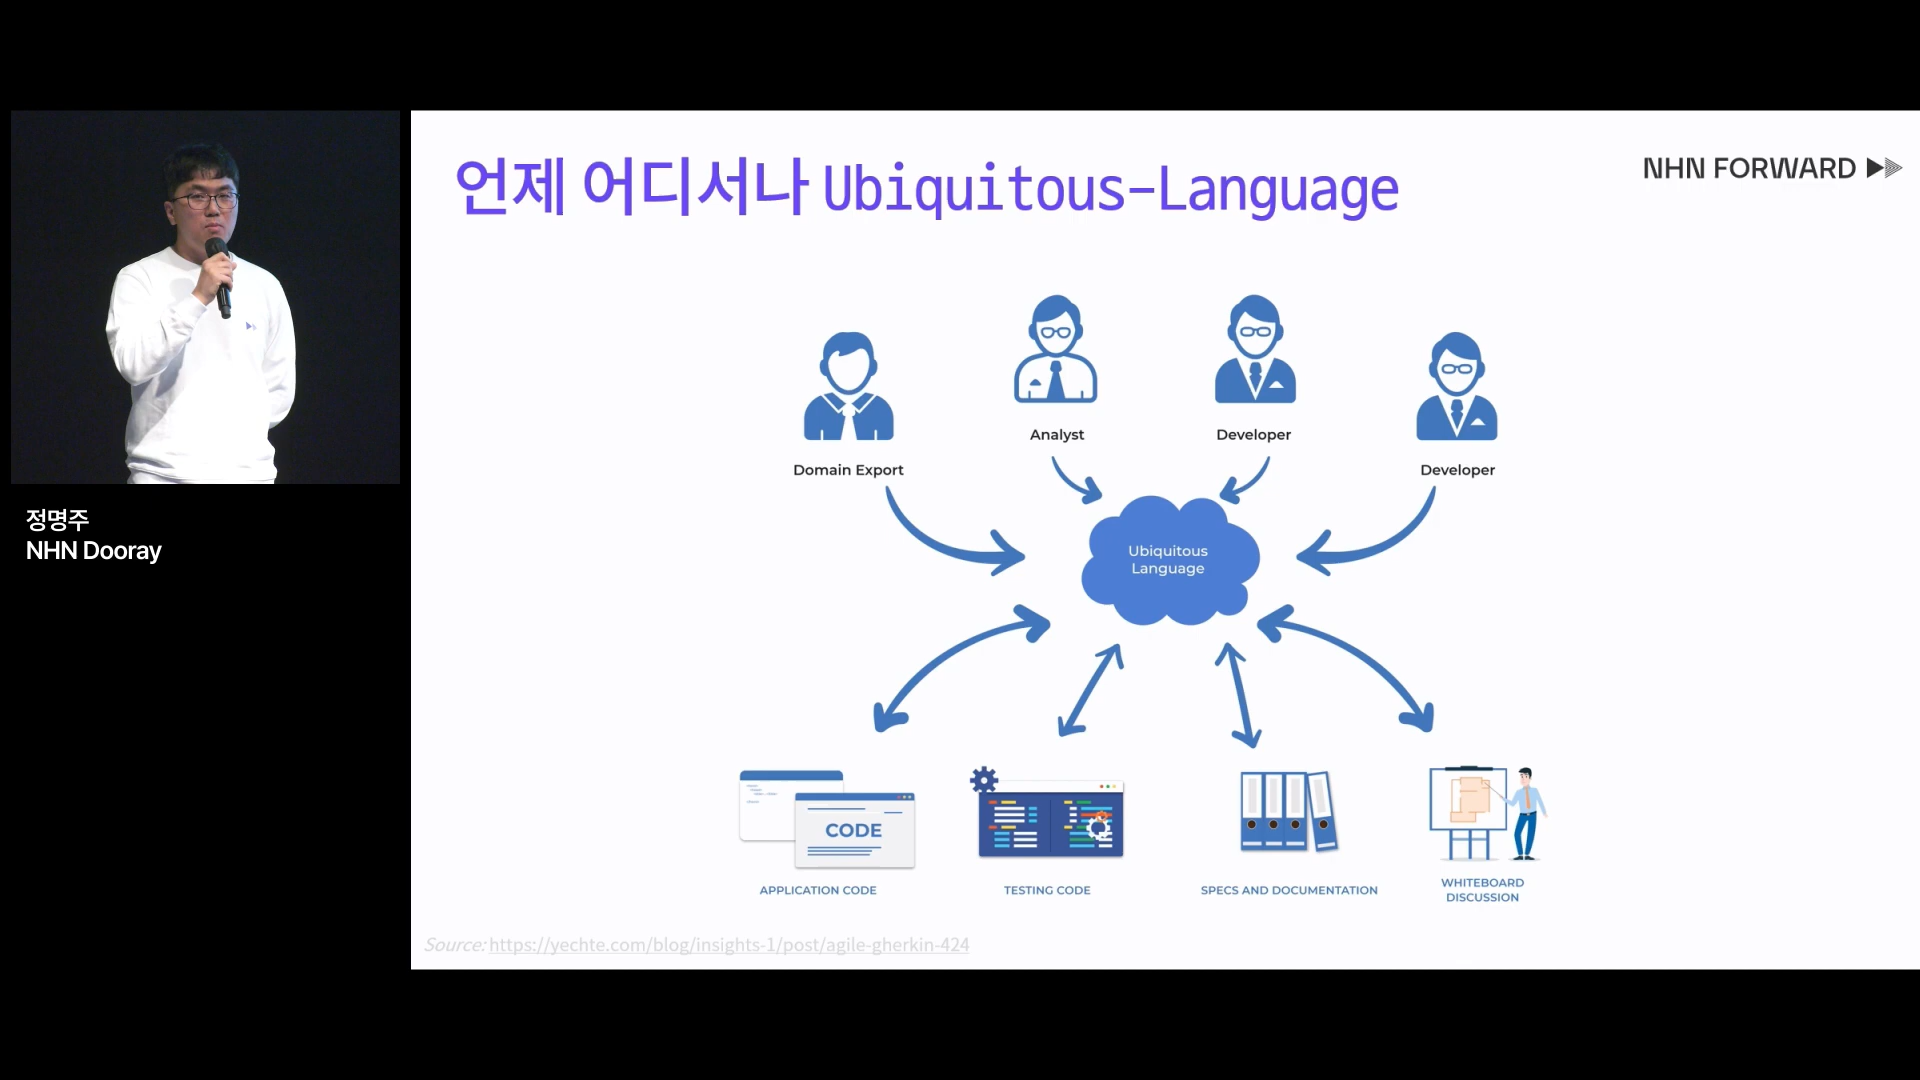 언제 어디서나 Ubiquitous-Language
NHN FORWARD
정명주
NHN Dooray
Analyst
Developer
Domain Export
Developer
Ubiquitous
Language
CODE
APPLICATION CODE
TESTING CODE
SPECS AND DOCUMENTATION
WHITEBOARD
DISCUSSION
Source: https://yechte.com/blog/insights-1/post/agile-gherkin-424